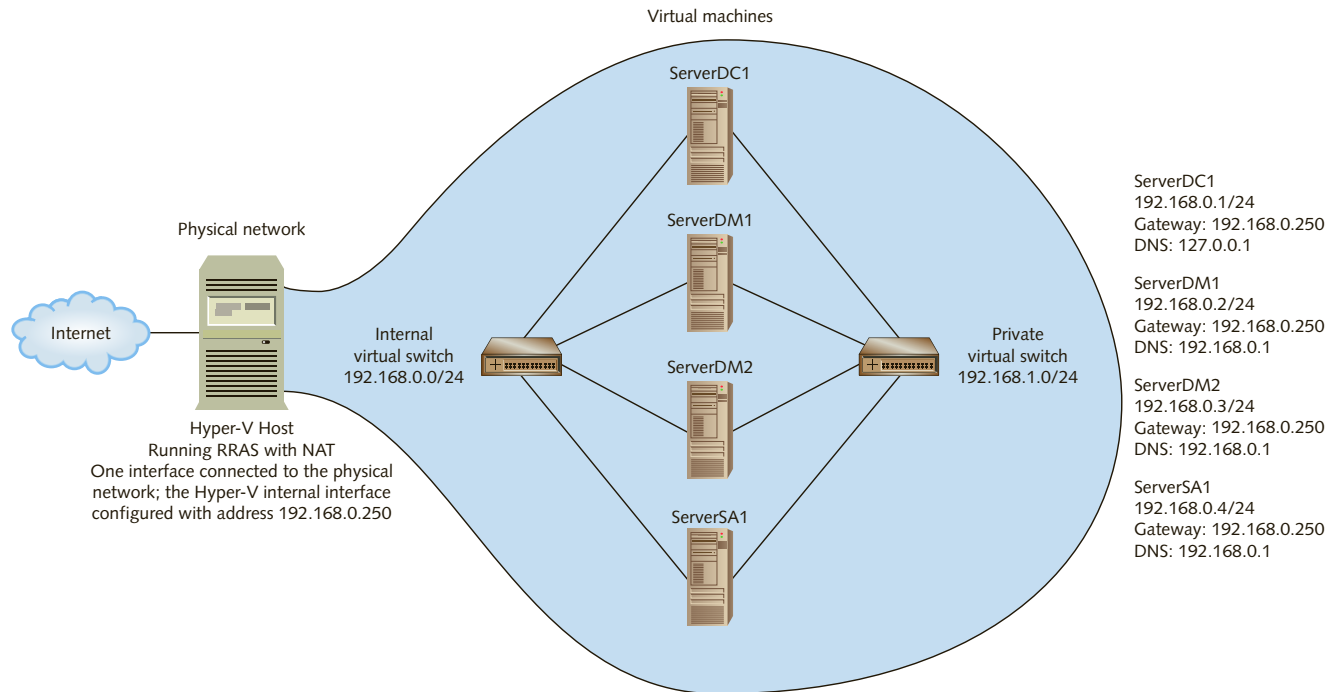 Virtual machines
ServerDC1
ServerDM1
ServerDM2
ServerSA1
Physical network
Internet
Hyper-V Host
Running RRAS with NAT
One interface connected to the physical
network; the Hyper-V internal interface
configured with address 192.168.0.250
Internal
virtual switch
192.168.0.0/24
Private
virtual switch
192.168.1.0/24
ServerDC1
192.168.0.1/24
Gateway: 192.168.0.250
DNS: 127.0.0.1
ServerDM1
192.168.0.2/24
Gateway: 192.168.0.250
DNS: 192.168.0.1
ServerDM2
192.168.0.3/24
Gateway: 192.168.0.250
DNS: 192.168.0.1
ServerSA1
192.168.0.4/24
Gateway: 192.168.0.250
DNS: 192.168.0.1